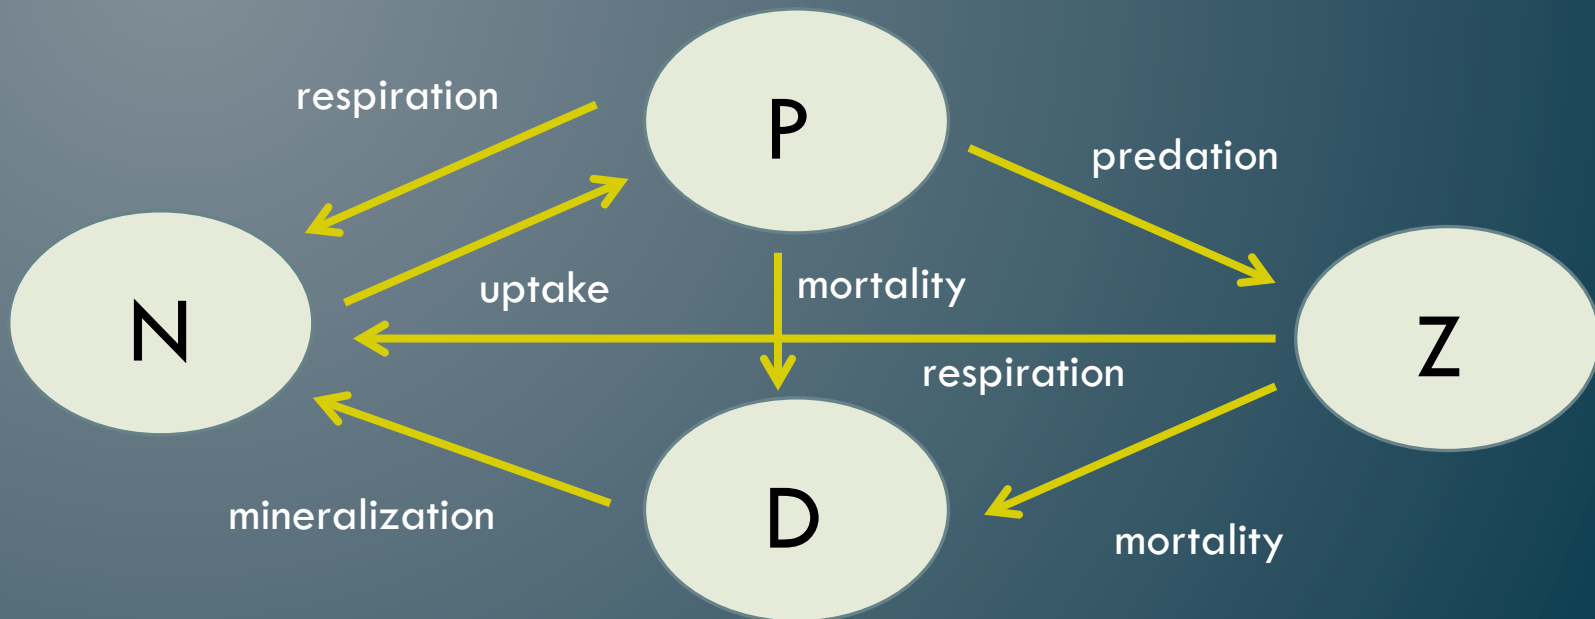 P
respiration
predation
N
uptake
mortality
Z
respiration
mineralization
D
mortality